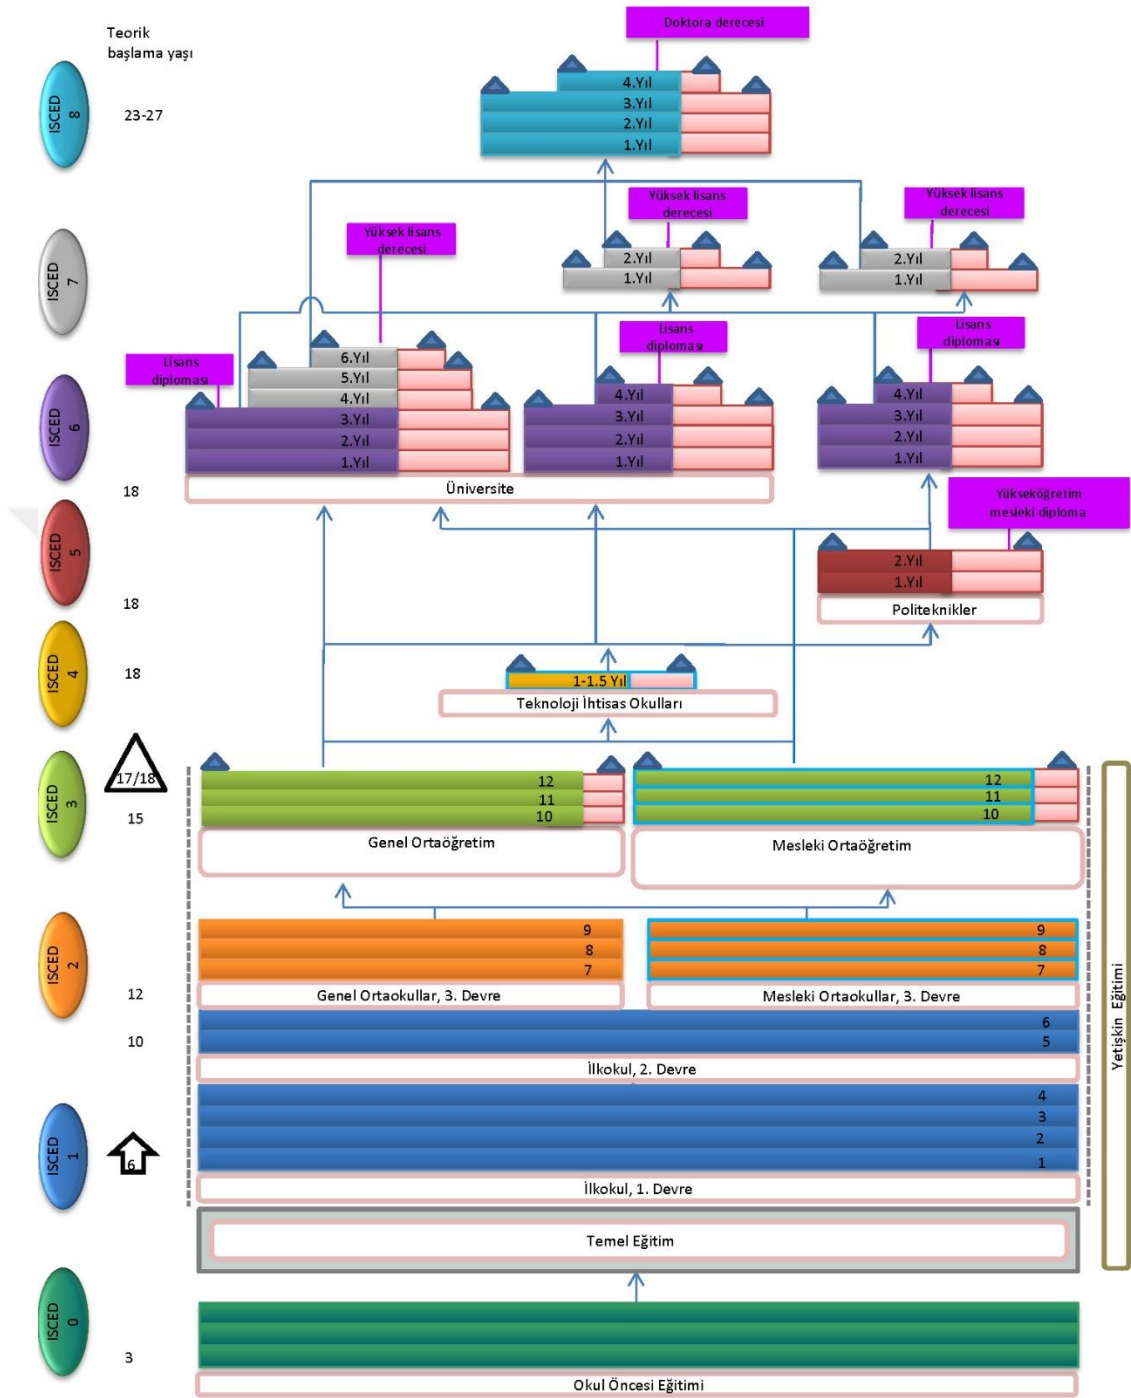 Teorik
başlama yaşı
Doktora derecesi
ISCED
8
23-27
4.Yıl
3.Yıl
2.Yıl
1.Yıl
Yüksek lisans
derecesi
Yüksek lisans
derecesi
Yüksek lisans
derecesi
ISCED
7
2.Yıl
1.Yıl
2.Yıl
1.Yıl
Lisans
diploması
Lisans
diploması
Lisans
diploması
ISCED
6
6.Yıl
5.Yıl
4.Yıl
3.Yıl
2.Yıl
1.Yıl
4.Yıl
3.Yıl
2.Yıl
1.Yıl
4.Yıl
3.Yıl
2.Yıl
1.Yıl
18
Üniversite
Yükseköğretim
mesleki diploma
ISCED
5
2.Yıl
1.Yıl
18
Politeknikler
ISCED
4
18
1-1.5 Yıl
Teknoloji İhtisas Okulları
ISCED
3
17/18
15
12
11
10
Genel Ortaöğretim
12
11
10
Mesleki Ortaöğretim
ISCED
2
9
8
7
Genel Ortaokullar, 3. Devre
9
8
7
Mesleki Ortaokullar, 3. Devre
12
10
6
5
İlkokul, 2. Devre
ISCED
1
6
4
3
2
1
İlkokul, 1. Devre
Temel Eğitim
Yetişkin Eğitimi
ISCED
0
3
Okul Öncesi Eğitimi